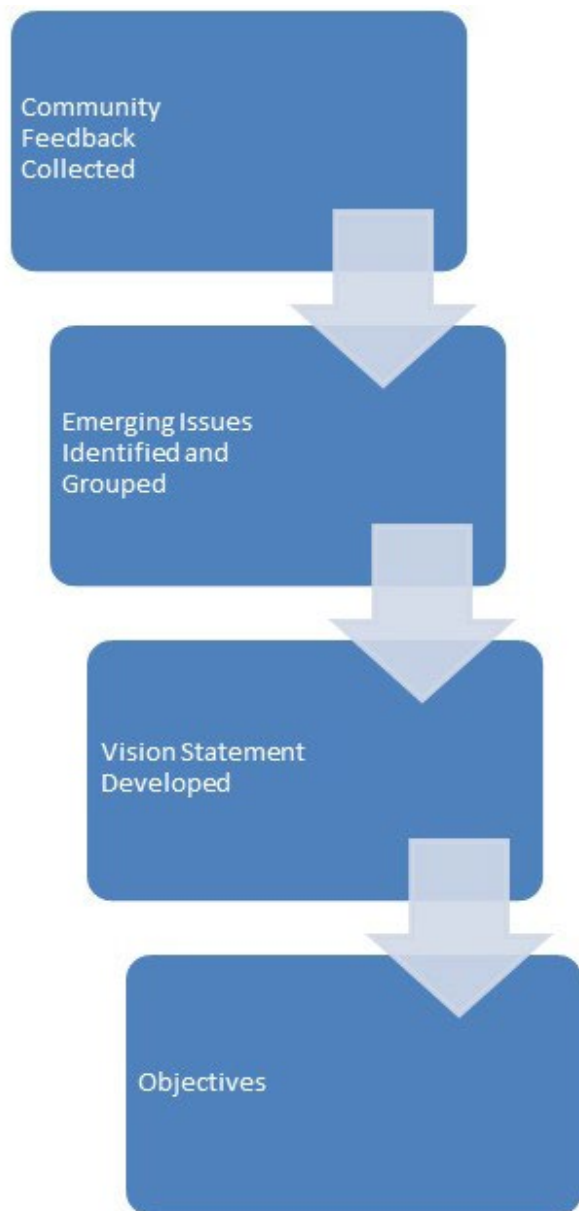 Community
Feedback
Collected
Emerging Issues
Identified and
Grouped
Vision Statement
Developed
Objectives